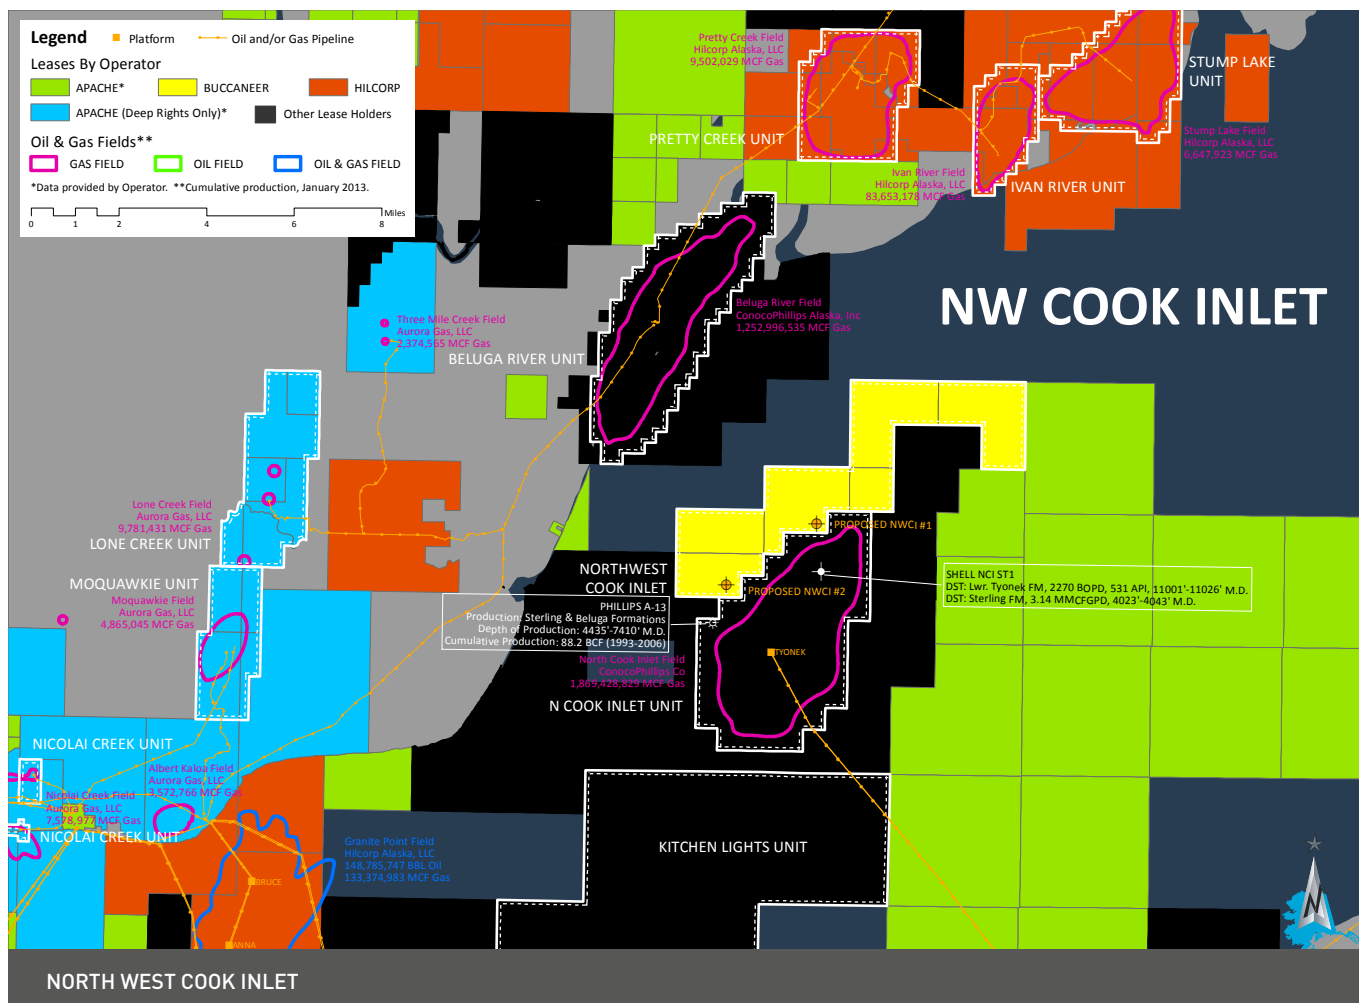 Legend
Platform
Oil and/or Gas Pipeline
Leases By Operator
APACHE*
BUCCANEER
HILCORP
APACHE (Deep Rights Only)*
Other Lease Holders
Oil & Gas Fields**
GAS FIELD
OIL FIELD
OIL & GAS FIELD
*Data provided by Operator. **Cumulative production, January 2013.
Miles
0 1 2 4 6 8
Pretty Creek Field
Hilcorp Alaska, LLC
9,502,029 MCF Gas
PRETTY CREEK UNIT
STUMP LAKE
UNIT
Stump Lake Field
Hilcorp Alaska, LLC
6,647,923 MCF Gas
Ivan River Field
Hilcorp Alaska, LLC
83,653,178 MCF Gas
IVAN RIVER UNIT
NW COOK INLET
Beluga River Field
ConocoPhillips Alaska, Inc
1,252,996,535 MCF Gas
Three Mile Creek Field
Aurora Gas, LLC
2,374,565 MCF Gas
BELUGA RIVER UNIT
Lone Creek Field
Aurora Gas, LLC
9,781,431 MCF Gas
LONE CREEK UNIT
PROPOSED NWCI #1
NORTHWEST
COOK INLET
PROPOSED NWCI #2
SHELL NCI ST1
DST: Lwr. Tyonek FM, 2270 BOPD, 531 API, 11001'-11026' M.D.
DST: Sterling FM, 3.14 MMCFGPD, 4023'-4043' M.D.
MOQUAWKIE UNIT
Moquawkie Field
Aurora Gas, LLC
4,865,045 MCF Gas
PHILLIPS A-13
Production: Sterling & Beluga Formations
Depth of Production: 4435'-7410' M.D.
Cumulative Production: 88.2 BCF (1993-2006)
TYONEK
North Cook Inlet Field
ConocoPhillips Co
1,869,428,829 MCF Gas
N COOK INLET UNIT
NICOLAI CREEK UNIT
Albert Kaloa Field
Aurora Gas, LLC
3,572,766 MCF Gas
Nicolai Creek Field
Aurora Gas, LLC
7,578,977 MCF Gas
NICOLAI CREEK UNIT
Granite Point Field
Hilcorp Alaska, LLC
148,785,747 BBL Oil
133,374,983 MCF Gas
KITCHEN LIGHTS UNIT
BRUCE
ANNA
N
NORTH WEST COOK INLET